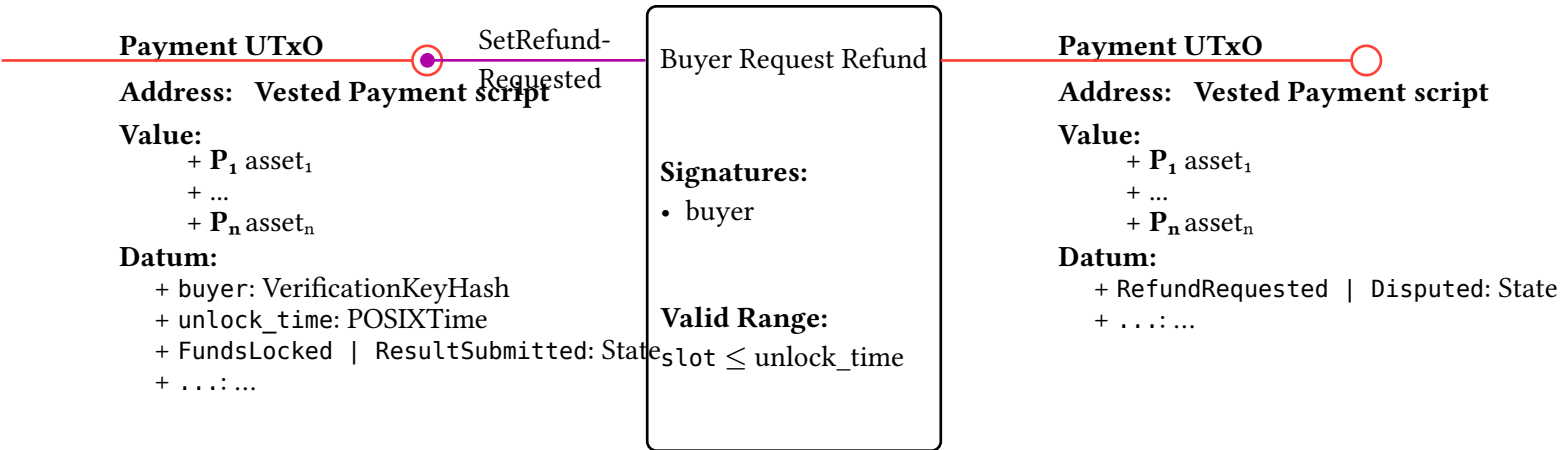 Payment UTxO
Address: Vested Payment script
Value:
+ P₁ asset₁
+ ...
+ Pₙ assetₙ
Datum:
+ buyer: VerificationKeyHash
+ unlock_time: POSIXTime
+ FundsLocked | ResultSubmitted: State
+ ...: ...
SetRefund-
Requested
Buyer Request Refund
Signatures:
• buyer
Valid Range:
slot ≤ unlock_time
Payment UTxO
Address: Vested Payment script
Value:
+ P₁ asset₁
+ ...
+ Pₙ assetₙ
Datum:
+ RefundRequested | Disputed: State
+ ...: ...